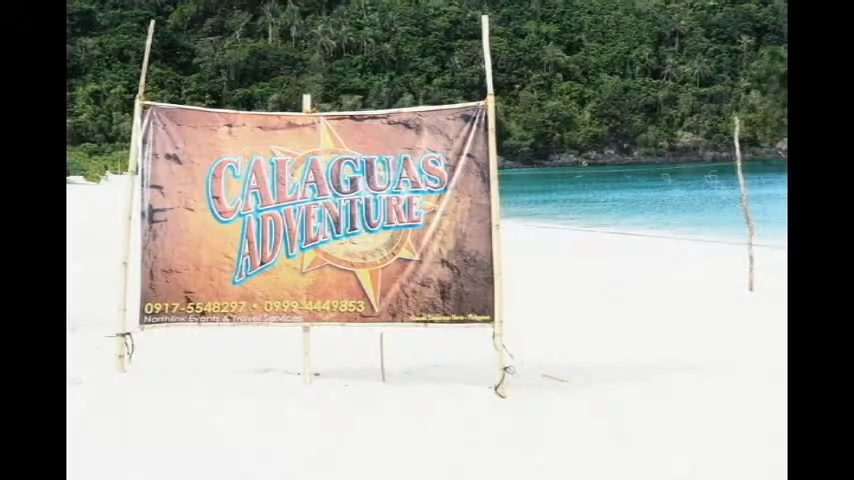 CALAGUAS
ADVENTURE
0917-5548297 • 0999-4449853
Northlink Events & Travel Services